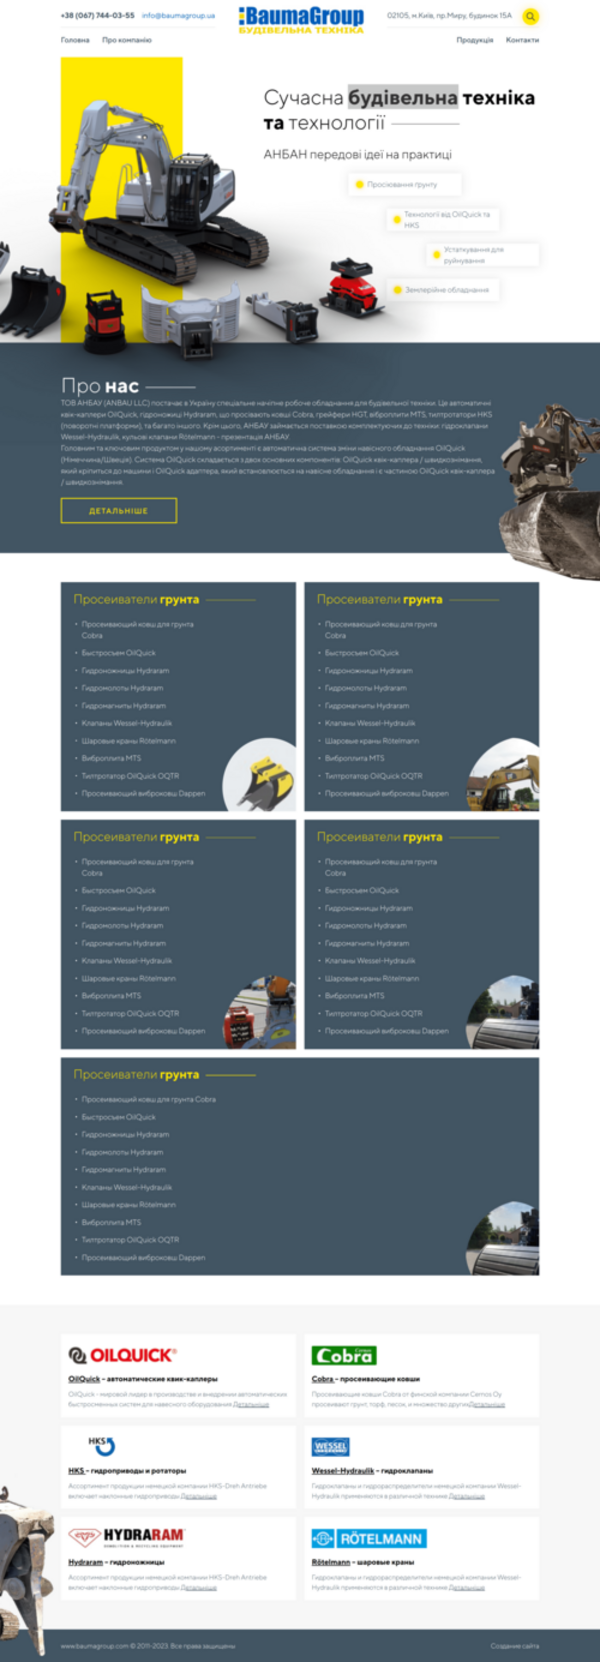 +38 (067) 744-03-55 info@baumagroup.ua
BaumaGroup
БУДІВЕЛЬНА ТЕХНІКА
02105, м.Київ, пр.Миру, будинок 15А
Головна Про компанію
Продукція Контакти
Сучасна будівельна техніка
та технології
АНБАН передові ідеї на практиці
Просіювання ґрунту
Технології від OilQuick та
HKS
Устаткування для
руйнування
Землерийне обладнання
Про нас
ТОВ АНБАУ (ANBAU LLC) постачає в Україну спеціальне начіпне робоче обладнання для будівельної техніки. Це автоматичні
квік-каплери OilQuick, гідроножиці Hydraram, що просівають ковші Cobra, грейфери HGT, віброплити MTS, тилтротатори HKS
(поворотні платформи), та багато іншого. Крім цього, АНБАУ займається поставкою комплектуючих до техніки: гідроклапани
Wessel-Hydraulik, кульові клапани Rötelmann - презентація АНБАУ.
Головним та ключовим продуктом у нашому асортименті є автоматична система зміни навісного обладнання OilQuick
(Німеччина/Швеція). Система OilQuick складається з двох основних компонентів: OilQuick квік-каплера / швидкознімання,
який кріпиться до машини і OilQuick адаптера, який встановлюється на навісне обладнання і є частиною OilQuick квік-каплера
/ швидкознімання.
ДЕТАЛЬНІШЕ
Просеиватели грунта
Просеивающий ковш для грунта
Cobra
Быстросъем OilQuick
Гидроножницы Hydraram
Гидромолоты Hydraram
Гидромагниты Hydraram
Клапаны Wessel-Hydraulik
Шаровые краны Rötelmann
Виброплита MTS
Тилтротатор OilQuick OQTR
Просеивающий виброковш Dappen
Просеиватели грунта
Просеивающий ковш для грунта
Cobra
Быстросъем OilQuick
Гидроножницы Hydraram
Гидромолоты Hydraram
Гидромагниты Hydraram
Клапаны Wessel-Hydraulik
Шаровые краны Rötelmann
Виброплита MTS
Тилтротатор OilQuick OQTR
Просеивающий виброковш Dappen
Просеиватели грунта
Просеивающий ковш для грунта
Cobra
Быстросъем OilQuick
Гидроножницы Hydraram
Гидромолоты Hydraram
Гидромагниты Hydraram
Клапаны Wessel-Hydraulik
Шаровые краны Rötelmann
Виброплита MTS
Тилтротатор OilQuick OQTR
Просеивающий виброковш Dappen
Просеиватели грунта
Просеивающий ковш для грунта
Cobra
Быстросъем OilQuick
Гидроножницы Hydraram
Гидромолоты Hydraram
Гидромагниты Hydraram
Клапаны Wessel-Hydraulik
Шаровые краны Rötelmann
Виброплита MTS
Тилтротатор OilQuick OQTR
Просеивающий виброковш Dappen
Просеиватели грунта
Просеивающий ковш для грунта Cobra
Быстросъем OilQuick
Гидроножницы Hydraram
Гидромолоты Hydraram
Гидромагниты Hydraram
Клапаны Wessel-Hydraulik
Шаровые краны Rötelmann
Виброплита MTS
Тилтротатор OilQuick OQTR
Просеивающий виброковш Dappen
OILQUICK
OilQuick - автоматические квик-каплеры
OilQuick - мировой лидер в производстве и внедрении автоматических
быстросменных систем для навесного оборудования.Детальніше
Cobra
Cobra - просеивающие ковши
Просеивающие ковши Cobra от финской компании Cernos Oy
просеивают грунт, торф, песок, и множество другихДетальніше
HKS
HKS - гидроприводы и ротаторы
Ассортимент продукции немецкой компании HKS-Dreh Antriebe
включает наклонные гидроприводы.Детальніше
WESSEL
Wessel-Hydraulik - гидроклапаны
Гидроклапаны и гидрораспределители немецкой компании Wessel-
Hydraulik применяются в различной технике.Детальніше
HYDRARAM
DEMOLITION & RECYCLING EQUIPMENT
Hydraram - гидроножницы
Ассортимент продукции немецкой компании HKS-Dreh Antriebe
включает наклонные гидроприводы.Детальніше
RÖTELMANN
Rötelmann - шаровые краны
Гидроклапаны и гидрораспределители немецкой компании Wessel-
Hydraulik применяются в различной технике.Детальніше
www.baumagroup.com © 2011-2023. Все права защищены
Создание сайта